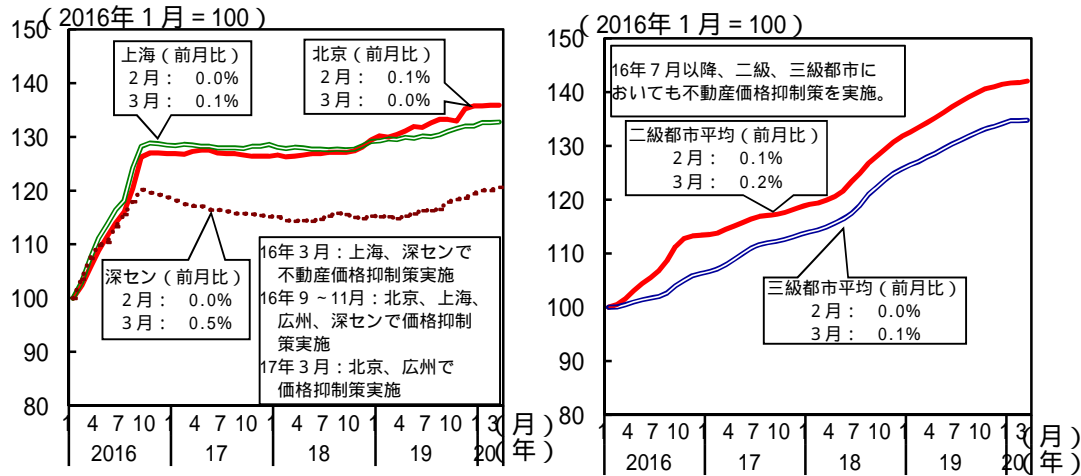 （2016年１月＝100）
150
140
130
120
110
100
90
80
上海（前月比）
２月： 0.0%
３月： 0.1%
北京（前月比）
２月： 0.1%
３月： 0.0%
深セン（前月比）
２月： 0.0%
３月： 0.5%
16年３月：上海、深センで
不動産価格抑制策実施
16年９~11月：北京、上海、
広州、深センで価格抑制
策実施
17年３月：北京、広州で
価格抑制策実施
1 4 7 10 1 4 7 10 1 4 7 10 1 4 7 10 1 3（月）
2016 17 18 19 20（年）
（2016年１月＝100）
150
140
130
120
110
100
90
80
16年７月以降、二級、三級都市に
おいても不動産価格抑制策を実施。
二級都市平均（前月比）
２月： 0.1%
３月： 0.2%
三級都市平均（前月比）
２月： 0.0%
３月： 0.1%
1 4 7 10 1 4 7 10 1 4 7 10 1 4 7 10 1 3（月）
2016 17 18 19 20（年）